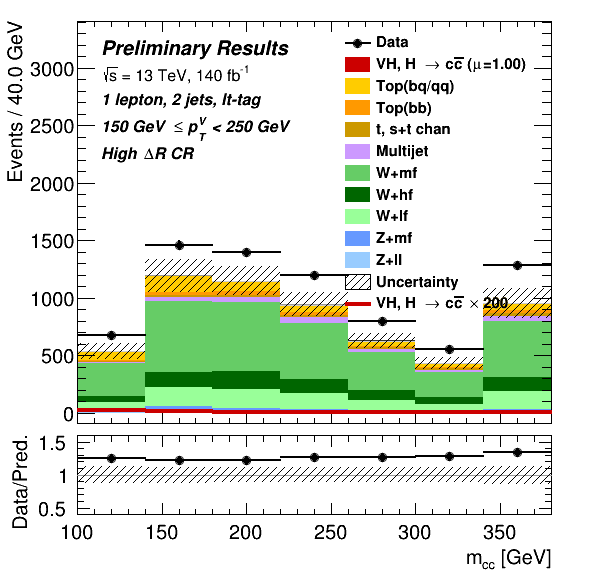 Events / 40.0 GeV
3000
2500
2000
1500
1000
500
0
Preliminary Results
√s = 13 TeV, 140 fb⁻¹
1 lepton, 2 jets, lt-tag
150 GeV ≤ p_T^V < 250 GeV
High ΔR CR
Data
VH, H → cc̅ (μ=1.00)
Top(bq/qq)
Top(bb)
t, s+t chan
Multijet
W+mf
W+hf
W+lf
Z+mf
Z+ll
Uncertainty
VH, H → cc̅ × 200
Data/Pred.
1.5
1
0.5
100 150 200 250 300 350
m_cc [GeV]